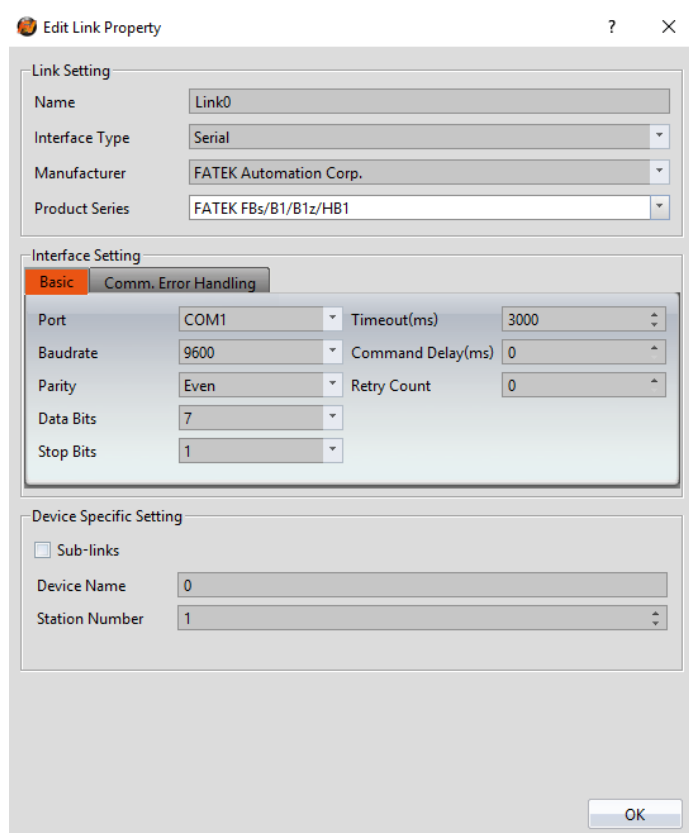 Edit Link Property
Link Setting
Name Link0
Interface Type Serial
Manufacturer FATEK Automation Corp.
Product Series FATEK FBs/B1/B1z/HB1
Interface Setting
Basic Comm. Error Handling
Port COM1 Timeout(ms) 3000
Baudrate 9600 Command Delay(ms) 0
Parity Even Retry Count 0
Data Bits 7
Stop Bits 1
Device Specific Setting
Sub-links
Device Name 0
Station Number 1
OK